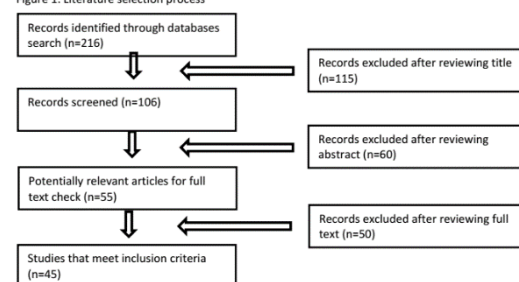 Figure 1. Literature selection process
Records identified through databases
search (n=216)
Records excluded after reviewing title
(n=115)
Records screened (n=106)
Records excluded after reviewing
abstract (n=60)
Potentially relevant articles for full
text check (n=55)
Records excluded after reviewing full
text (n=50)
Studies that meet inclusion criteria
(n=45)